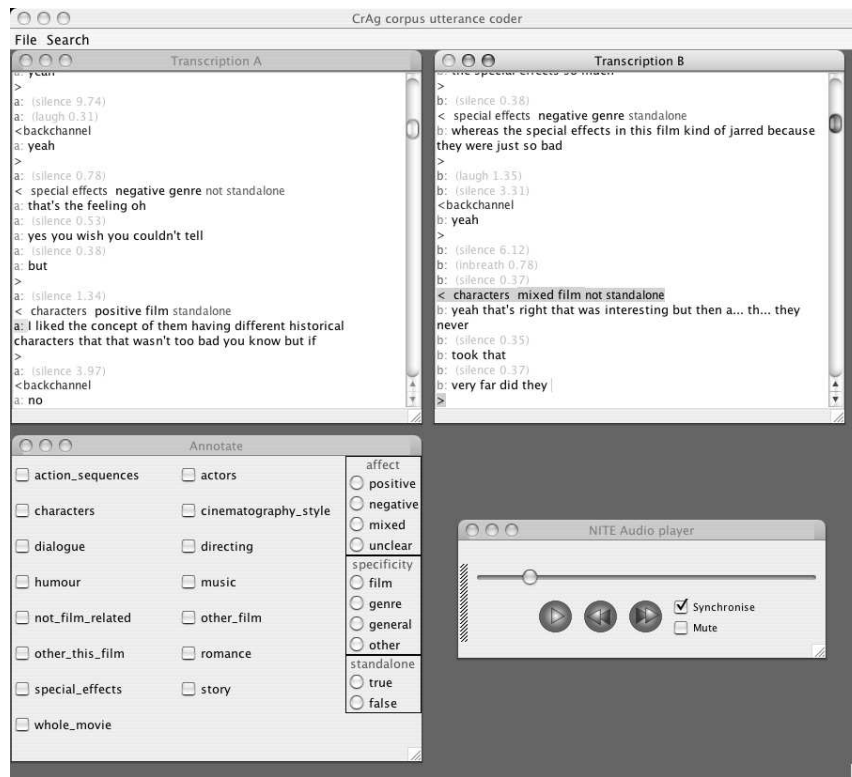 CrAg corpus utterance coder
File Search
Transcription A
a: yeah
>
a: (silence 9.74)
a: (laugh 0.31)
<backchannel
a: yeah
>
a: (silence 0.78)
< special effects negative genre not standalone
a: that's the feeling oh
a: (silence 0.53)
a: yes you wish you couldn't tell
a: (silence 0.38)
a: but
>
a: (silence 1.34)
< characters positive film standalone
a: I liked the concept of them having different historical
characters that that wasn't too bad you know but if
>
a: (silence 3.97)
<backchannel
a: no
Transcription B
b: the special effects so much
>
b: (silence 0.38)
< special effects negative genre standalone
b: whereas the special effects in this film kind of jarred because
they were just so bad
>
b: (laugh 1.35)
b: (silence 3.31)
<backchannel
b: yeah
>
b: (silence 6.12)
b: (inbreath 0.78)
b: (silence 0.37)
< characters mixed film not standalone
b: yeah that's right that was interesting but then a... th... they
never
b: (silence 0.35)
b: took that
b: (silence 0.37)
b: very far did they
>
Annotate
action_sequences
actors
characters
cinematography_style
dialogue
directing
humour
music
not_film_related
other_film
other_this_film
romance
special_effects
story
whole_movie
affect
positive
negative
mixed
unclear
specificity
film
genre
general
other
standalone
true
false
NITE Audio player
Synchronise
Mute